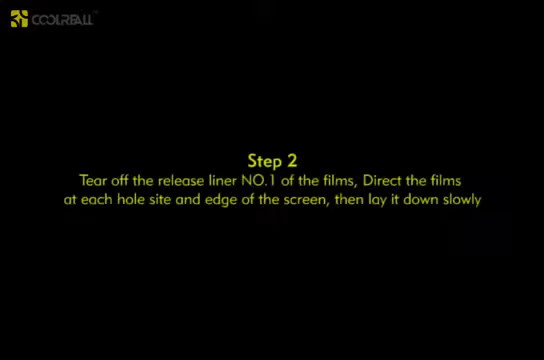 COOLREALL™
Step 2
Tear off the release liner NO.1 of the films, Direct the films
at each hole site and edge of the screen, then lay it down slowly